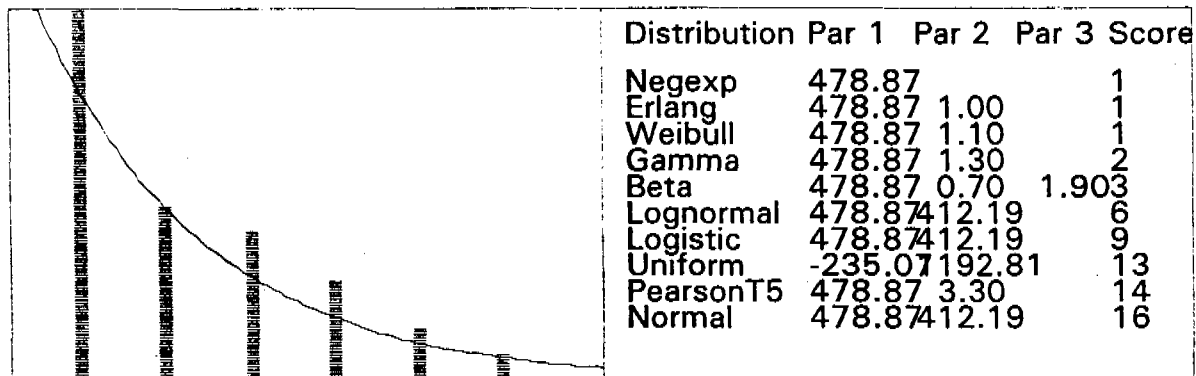 Distribution Par 1 Par 2 Par 3 Score
Negexp 478.87 1
Erlang 478.87 1.00 1
Weibull 478.87 1.10 1
Gamma 478.87 1.30 2
Beta 478.87 0.70 1.90 3
Lognormal 478.87 412.19 6
Logistic 478.87 412.19 9
Uniform -235.07 1192.81 13
PearsonT5 478.87 3.30 14
Normal 478.87 412.19 16